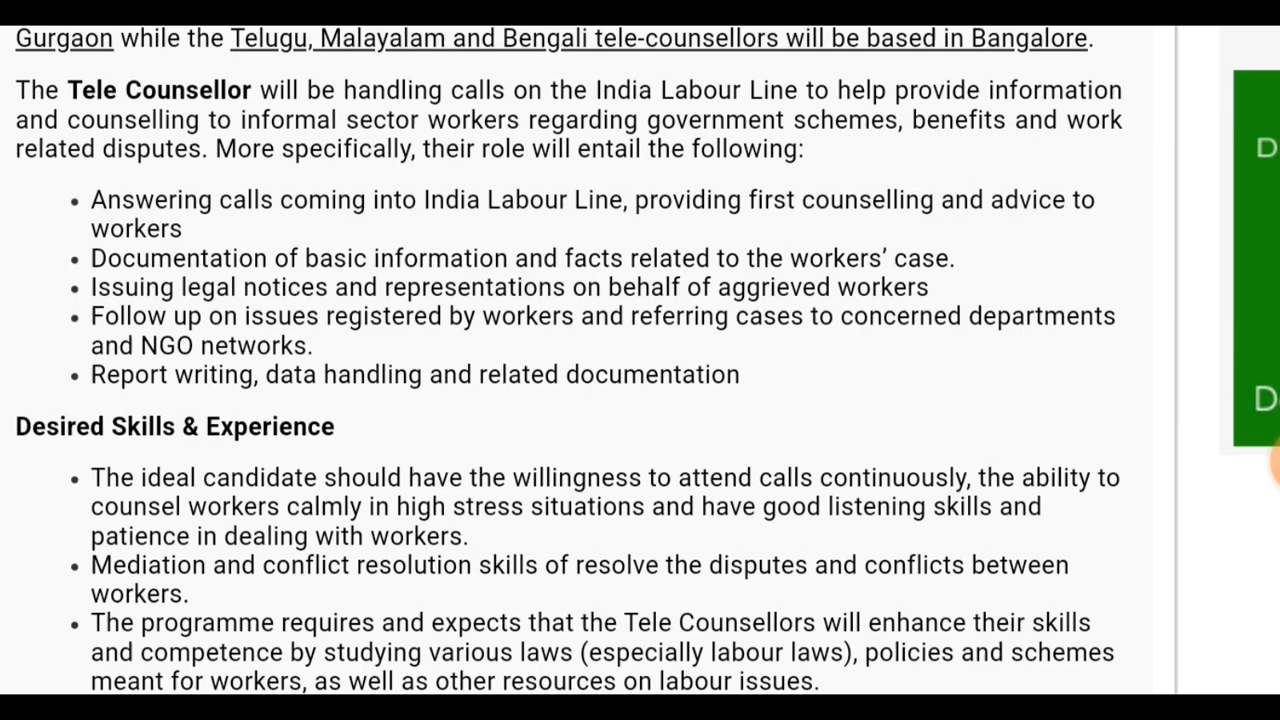 Gurgaon while the Telugu, Malayalam and Bengali tele-counsellors will be based in Bangalore.
The Tele Counsellor will be handling calls on the India Labour Line to help provide information
and counselling to informal sector workers regarding government schemes, benefits and work
related disputes. More specifically, their role will entail the following:
• Answering calls coming into India Labour Line, providing first counselling and advice to
workers
• Documentation of basic information and facts related to the workers’ case.
• Issuing legal notices and representations on behalf of aggrieved workers
• Follow up on issues registered by workers and referring cases to concerned departments
and NGO networks.
• Report writing, data handling and related documentation
Desired Skills & Experience
• The ideal candidate should have the willingness to attend calls continuously, the ability to
counsel workers calmly in high stress situations and have good listening skills and
patience in dealing with workers.
• Mediation and conflict resolution skills of resolve the disputes and conflicts between
workers.
• The programme requires and expects that the Tele Counsellors will enhance their skills
and competence by studying various laws (especially labour laws), policies and schemes
meant for workers, as well as other resources on labour issues.
D
D